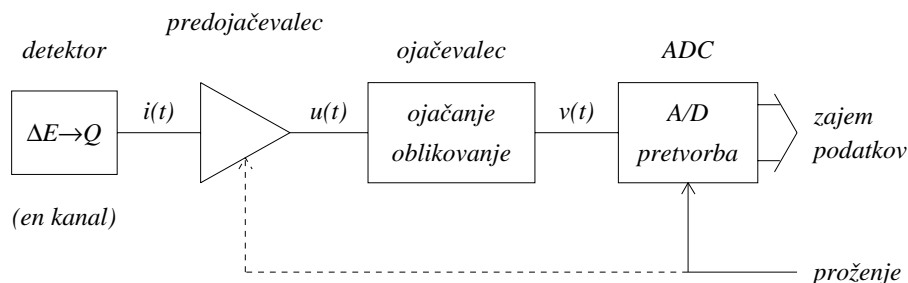 predojačevalec
detektor
ojačevalec
ADC
ΔE→Q
i(t)
u(t)
ojačanje
oblikovanje
v(t)
A/D
pretvorba
zajem
podatkov
(en kanal)
proženje